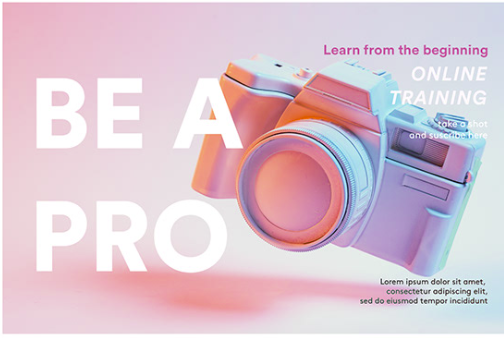 BE A
PRO
Learn from the beginning
ONLINE
TRAINING
take a shot
and suscribe here
Lorem ipsum dolor sit amet,
consectetur adipiscing elit,
sed do eiusmod tempor incididunt